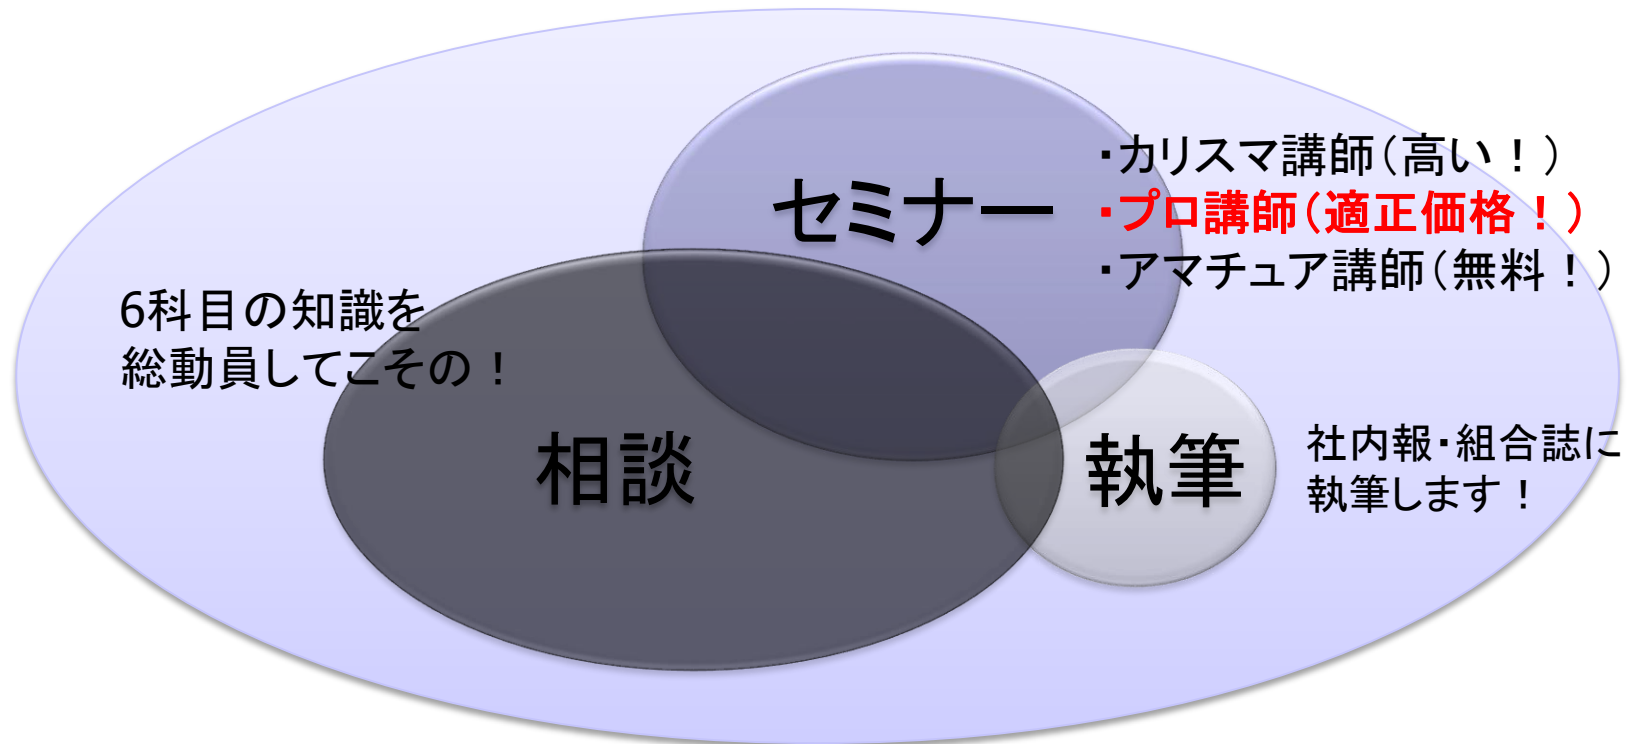 セミナー
・カリスマ講師（高い！）
・プロ講師（適正価格！）
・アマチュア講師（無料！）
6科目の知識を
総動員してこその！
相談
執筆
社内報・組合誌に
執筆します！